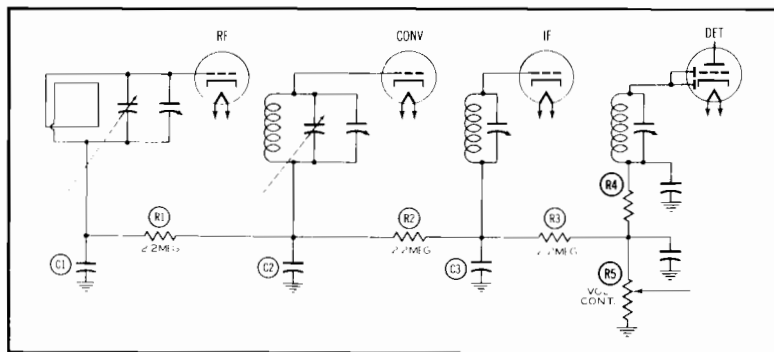 RF
CONV
IF
DET
R4
R1
R2
R3
2.2MEG
2.2MEG
2.2MEG
C1
C2
C3
R5
VOL
CONT.